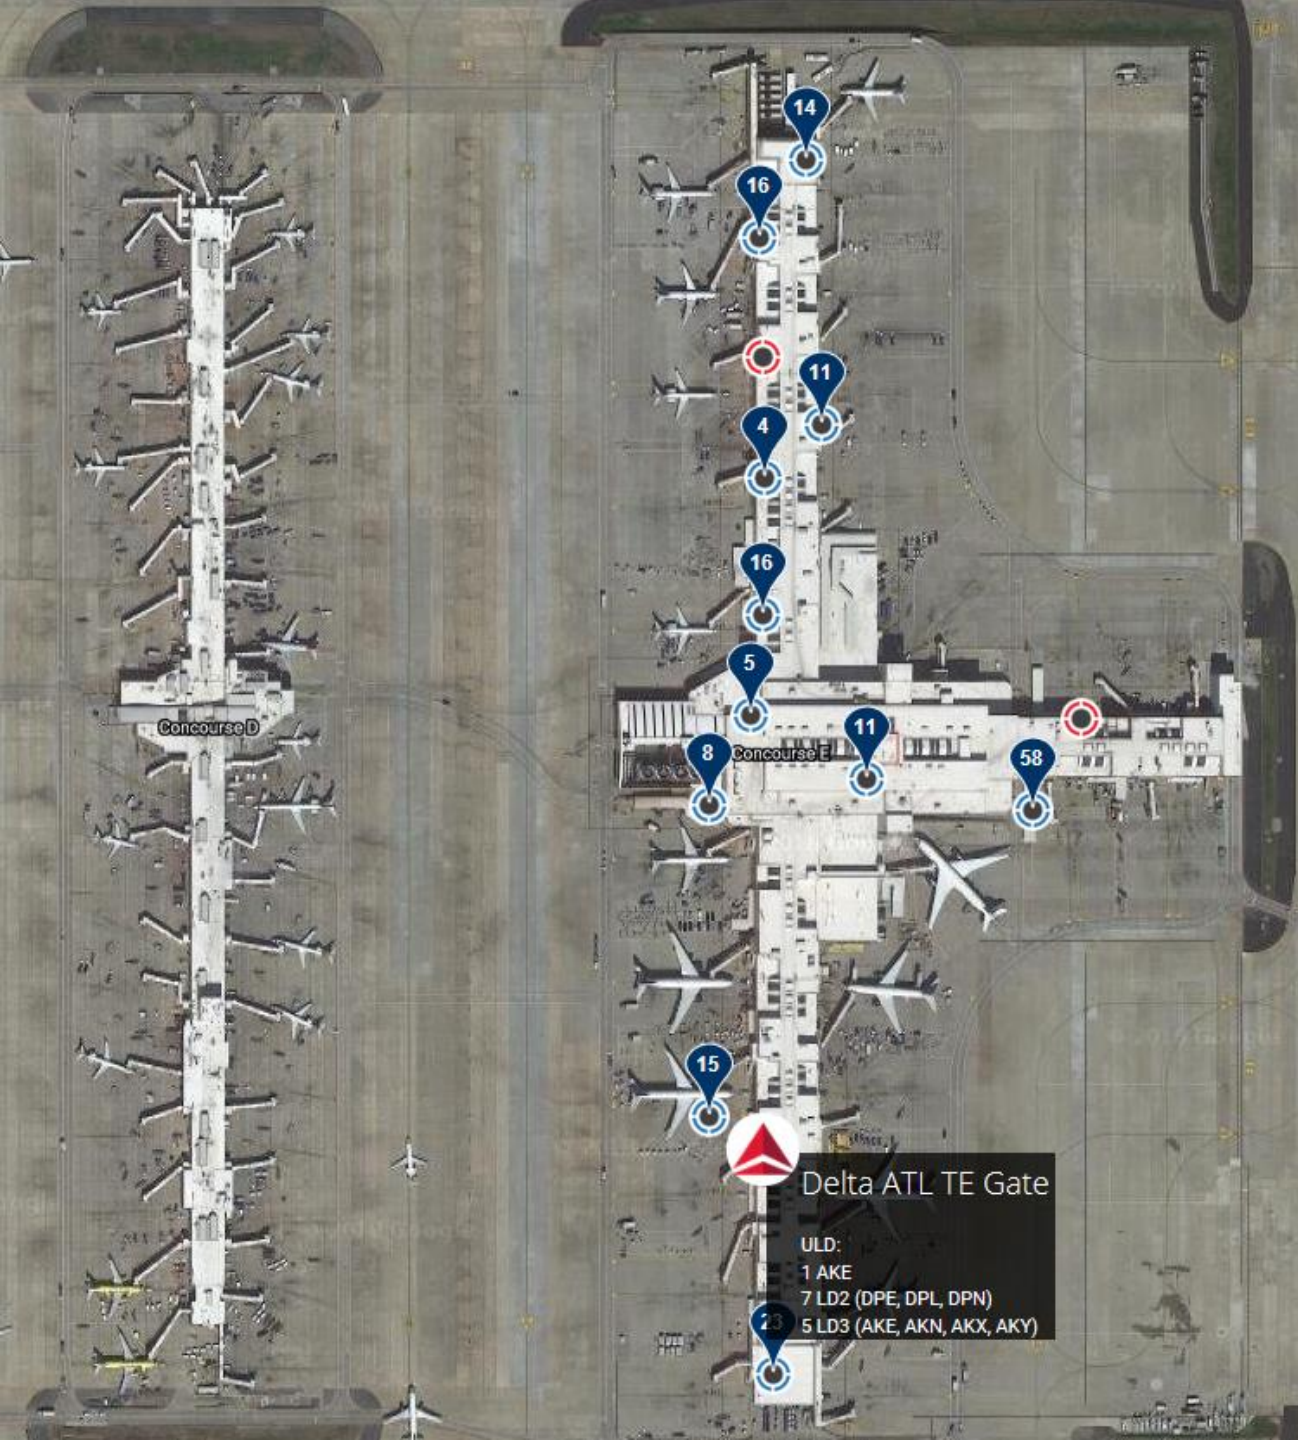 14
16
11
4
16
5
Concourse D
11
8
Concourse E
58
15
Delta ATL TE Gate
ULD:
1 AKE
7 LD2 (DPE, DPL, DPN)
23
5 LD3 (AKE, AKN, AKX, AKY)